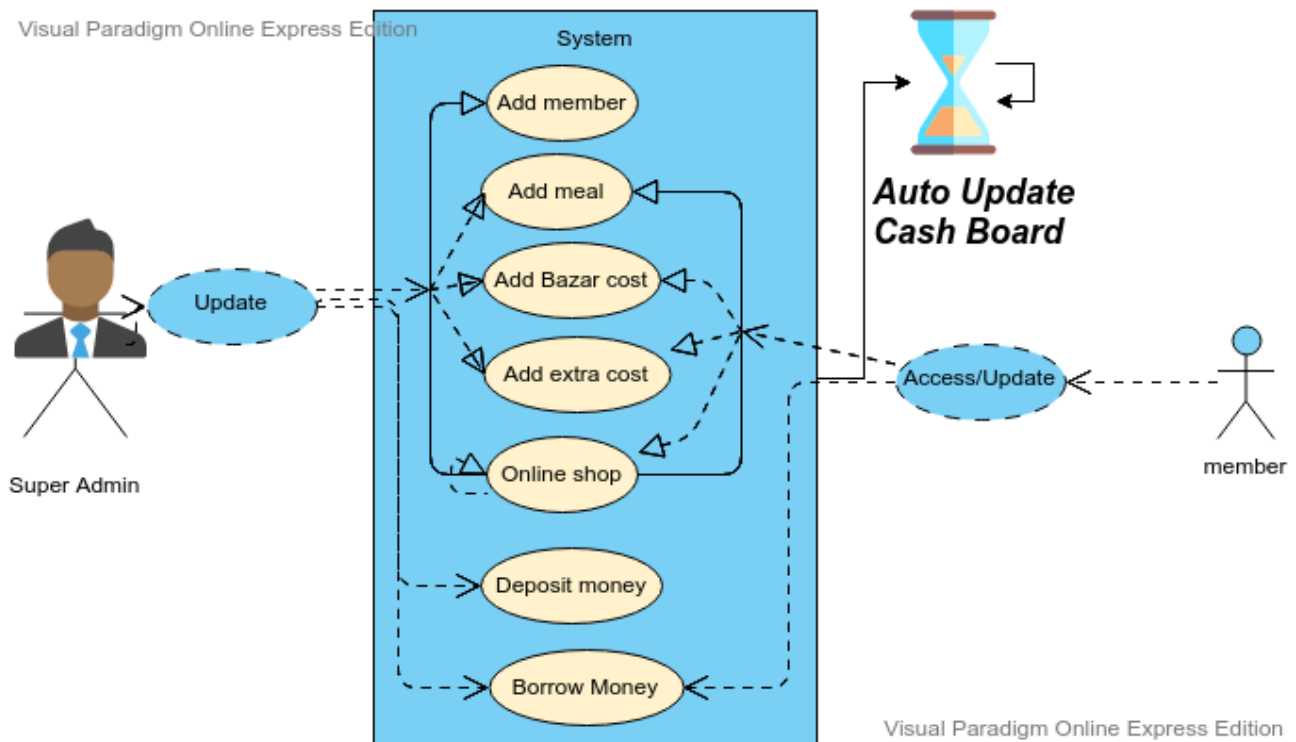 Visual Paradigm Online Express Edition
System
Add member
Add meal
Auto Update
Cash Board
Add Bazar cost
Update
Add extra cost
Access/Update
Online shop
member
Super Admin
Deposit money
Borrow Money
Visual Paradigm Online Express Edition